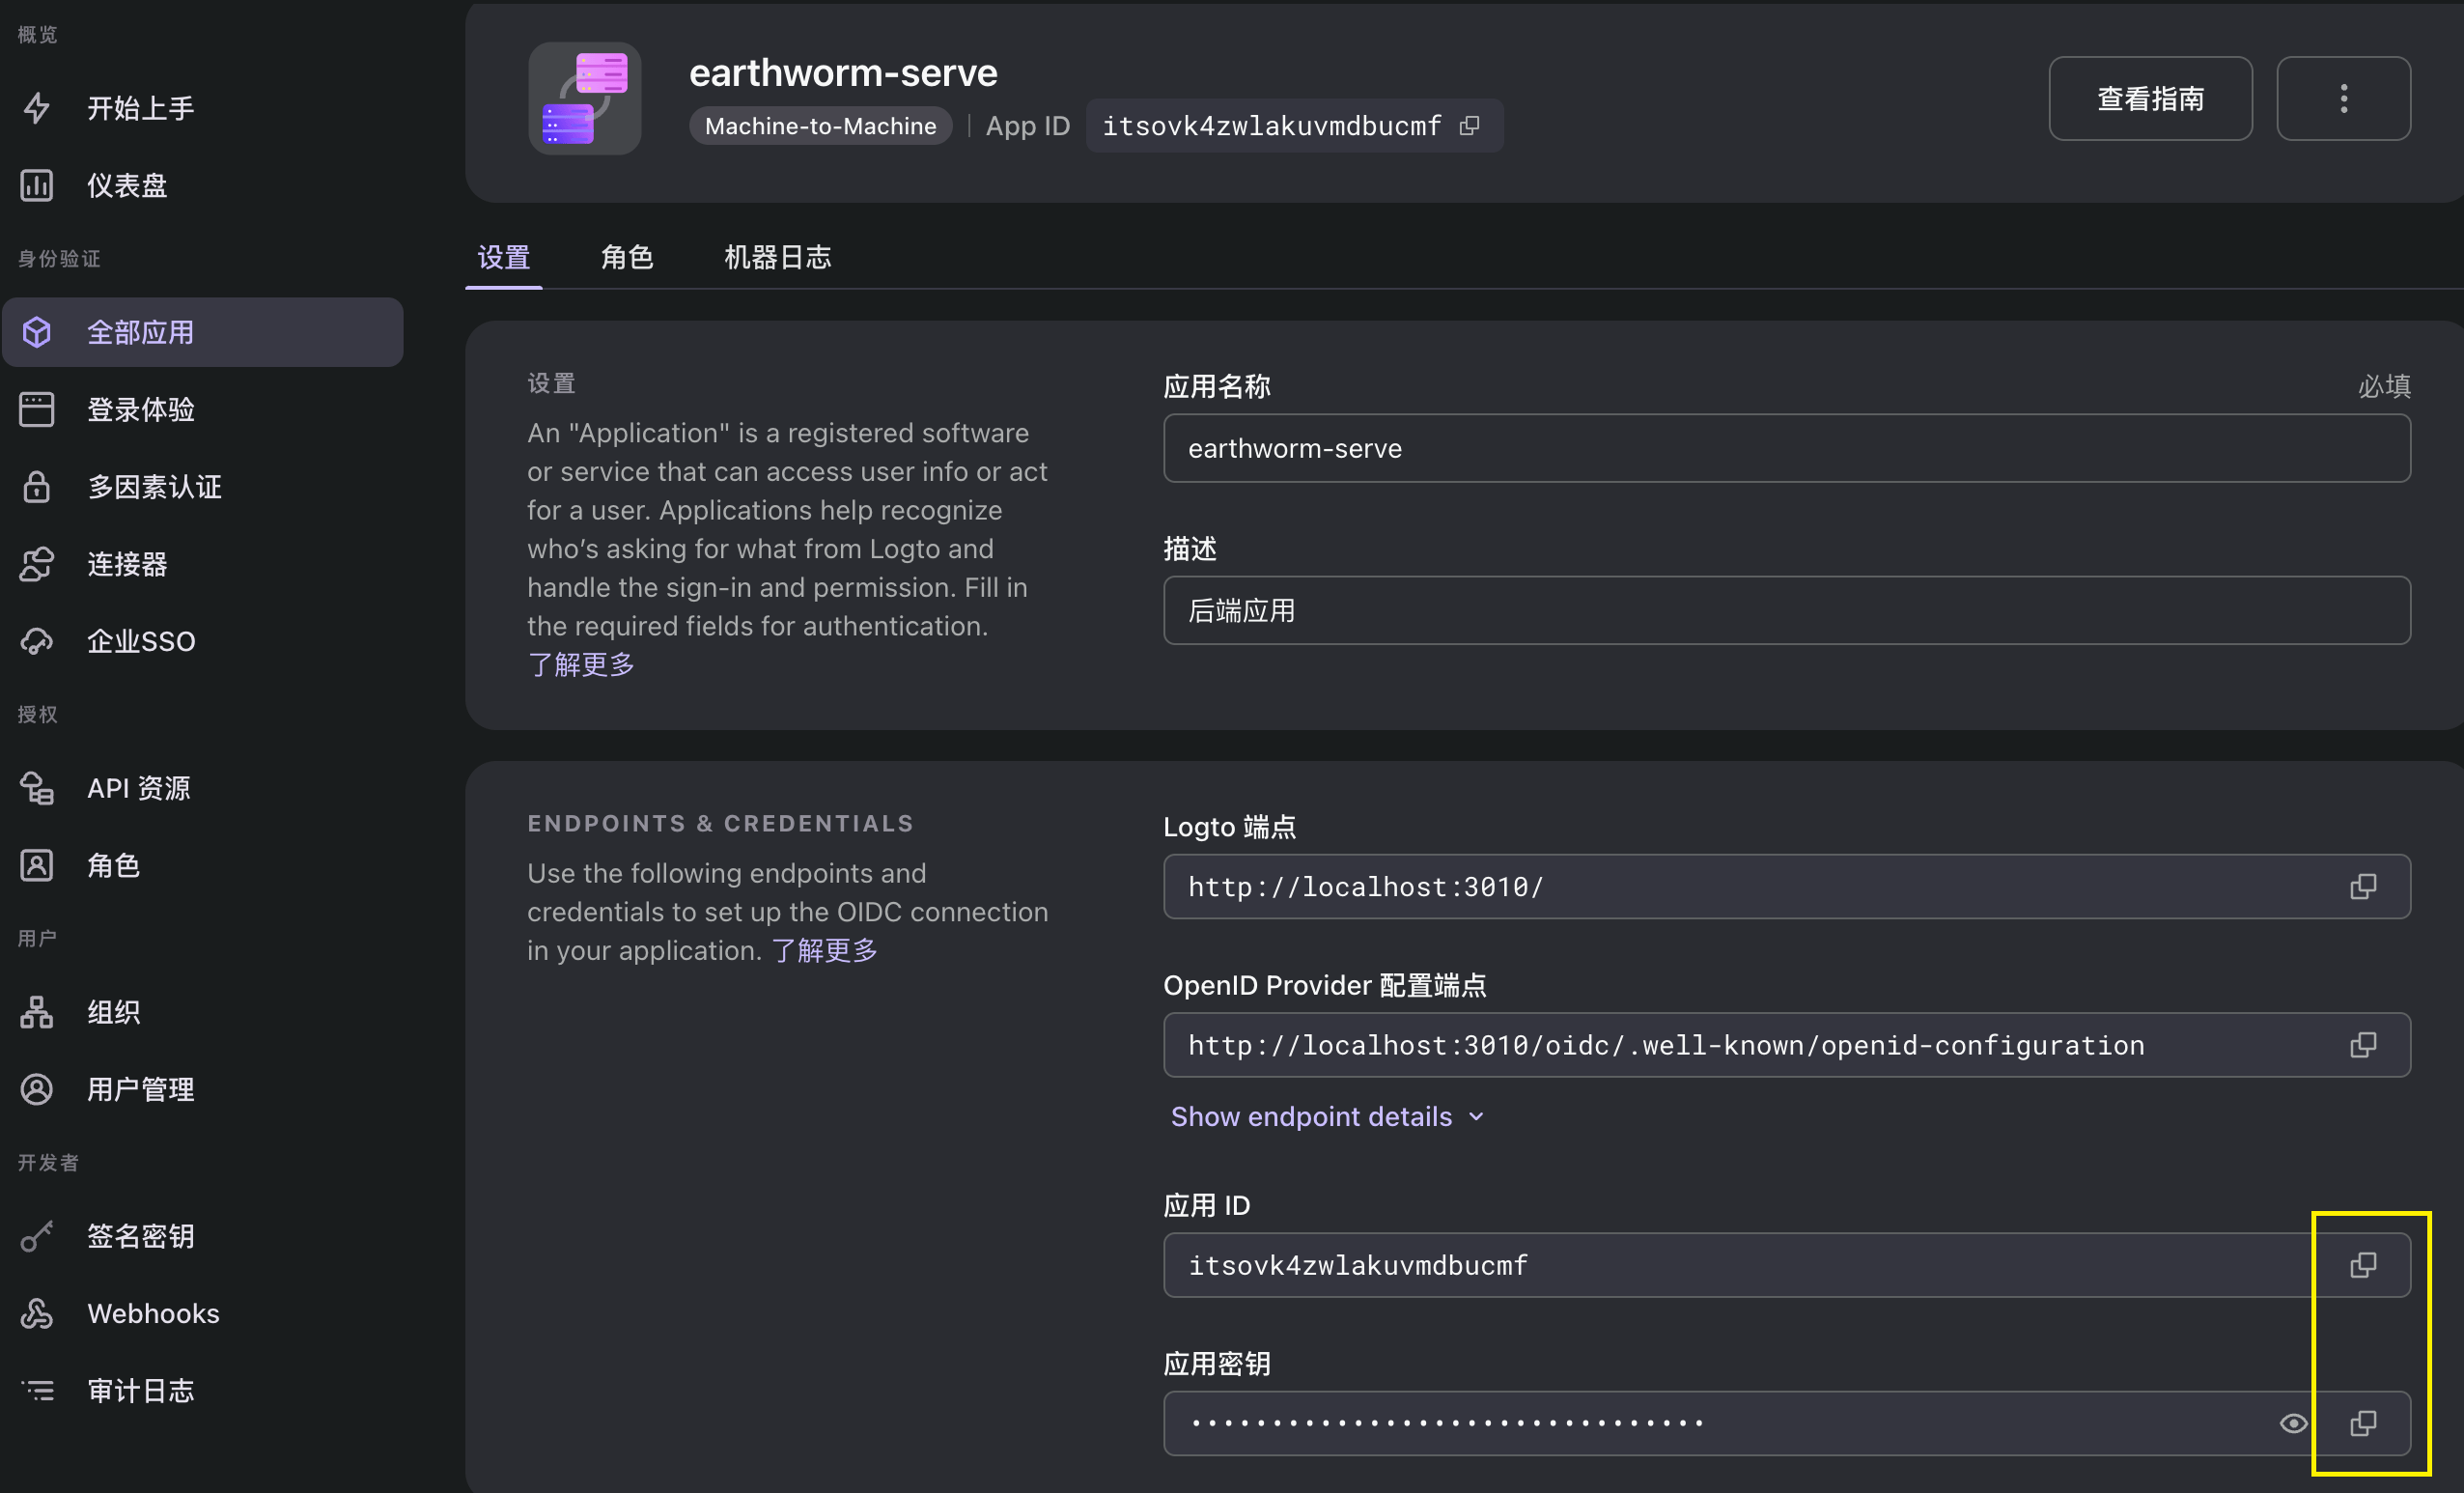 概览
开始上手
仪表盘
身份验证
全部应用
登录体验
多因素认证
连接器
企业SSO
授权
API 资源
角色
用户
组织
用户管理
开发者
签名密钥
Webhooks
审计日志
earthworm-serve
Machine-to-Machine
App ID
itsovk4zwlakuvmdbucmf
查看指南
设置
角色
机器日志
设置
An "Application" is a registered software
or service that can access user info or act
for a user. Applications help recognize
who’s asking for what from Logto and
handle the sign-in and permission. Fill in
the required fields for authentication.
了解更多
应用名称
必填
earthworm-serve
描述
后端应用
ENDPOINTS & CREDENTIALS
Use the following endpoints and
credentials to set up the OIDC connection
in your application. 了解更多
Logto 端点
http://localhost:3010/
OpenID Provider 配置端点
http://localhost:3010/oidc/.well-known/openid-configuration
Show endpoint details
应用 ID
itsovk4zwlakuvmdbucmf
应用密钥
••••••••••••••••••••••••••••••••